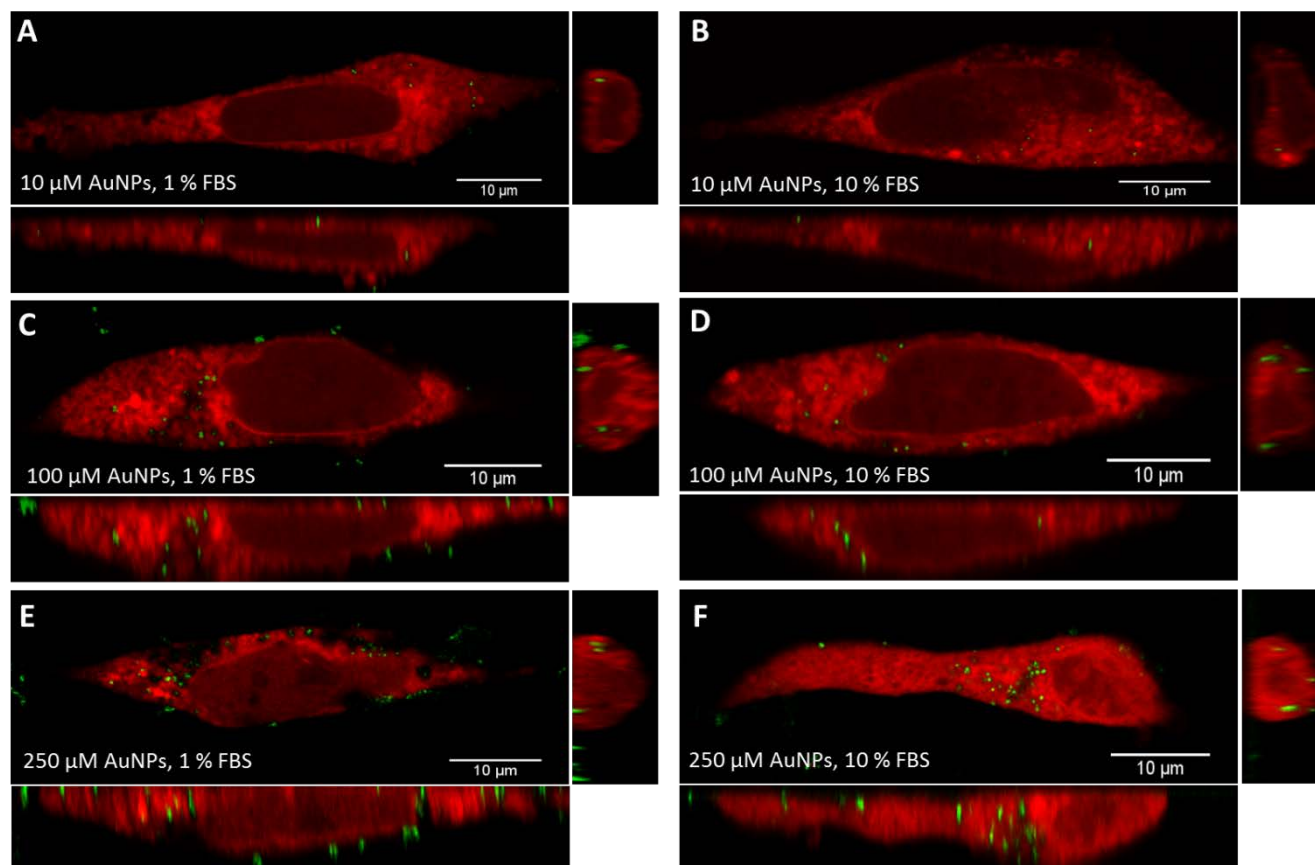 A
10 µm
10 µM AuNPs, 1 % FBS
B
10 µm
10 µM AuNPs, 10 % FBS
C
10 µm
100 µM AuNPs, 1 % FBS
D
10 µm
100 µM AuNPs, 10 % FBS
E
10 µm
250 µM AuNPs, 1 % FBS
F
10 µm
250 µM AuNPs, 10 % FBS